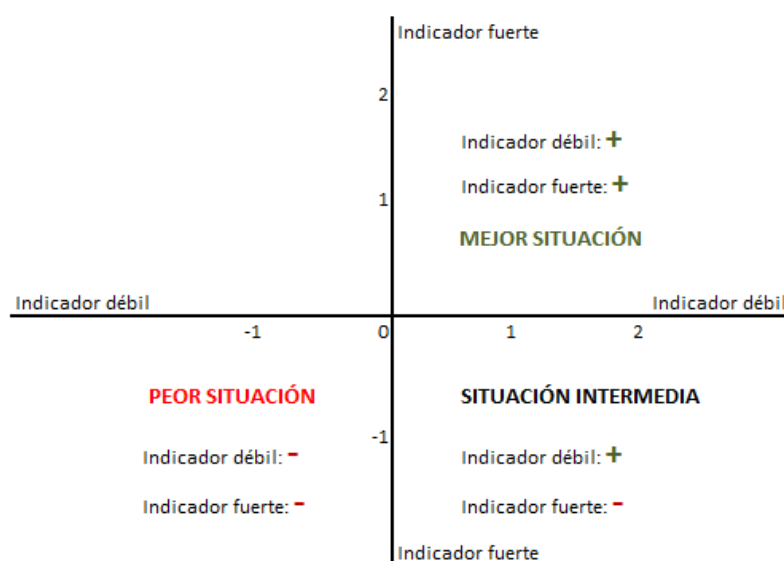 Indicador fuerte
2
Indicador débil: +
Indicador fuerte: +
1
MEJOR SITUACIÓN
Indicador débil
Indicador débil
-1
0
1
2
PEOR SITUACIÓN
SITUACIÓN INTERMEDIA
-1
Indicador débil: -
Indicador débil: +
Indicador fuerte: -
Indicador fuerte: -
Indicador fuerte